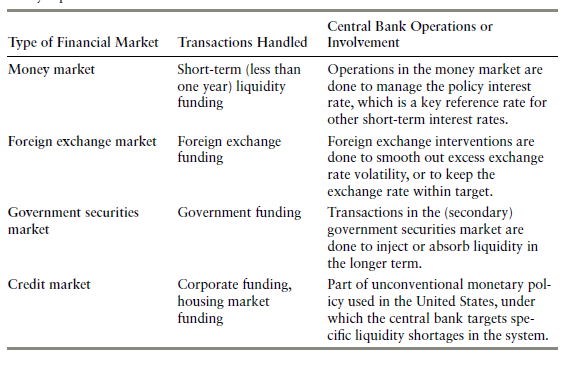 Central Bank Operations or
Type of Financial Market Transactions Handled Involvement
Money market Short-term (less than Operations in the money market are
one year) liquidity done to manage the policy interest
funding rate, which is a key reference rate for
other short-term interest rates.
Foreign exchange market Foreign exchange Foreign exchange interventions are
funding done to smooth out excess exchange
rate volatility, or to keep the
exchange rate within target.
Government securities Government funding Transactions in the (secondary)
market government securities market are
done to inject or absorb liquidity in
the longer term.
Credit market Corporate funding, Part of unconventional monetary pol-
housing market icy used in the United States, under
funding which the central bank targets spe-
cific liquidity shortages in the system.